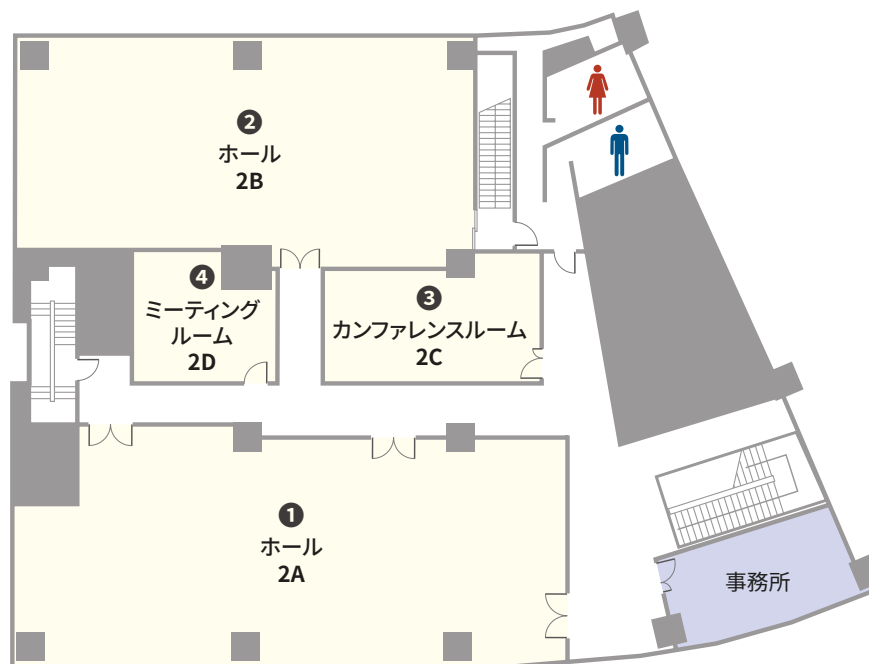 ❷
ホール
2B
❹
ミーティング
ルーム
2D
❸
カンファレンスルーム
2C
❶
ホール
2A
事務所